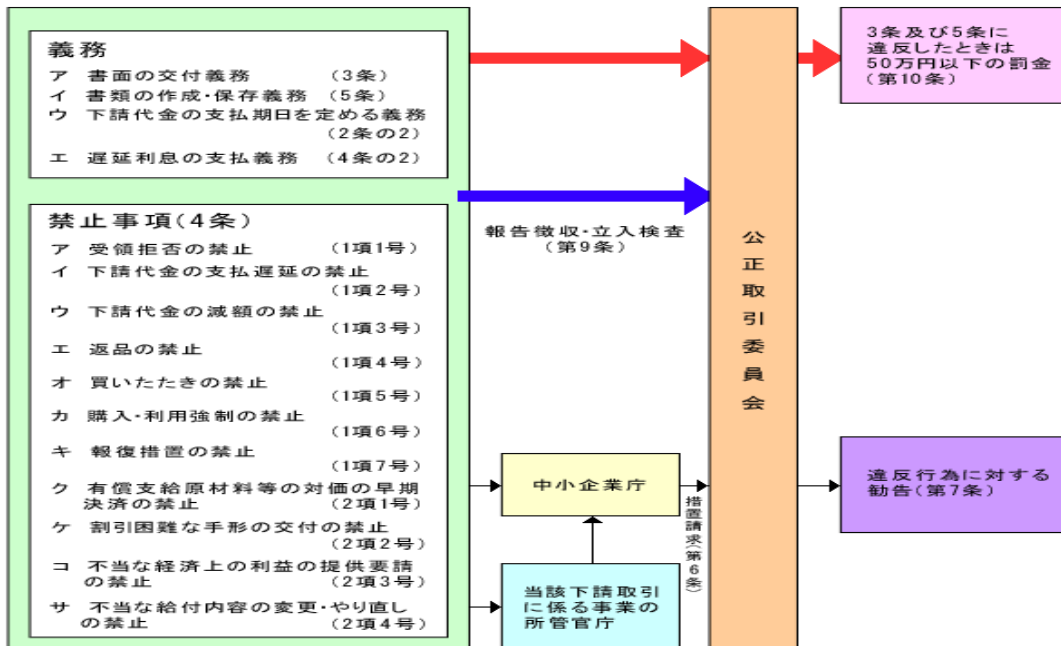 義務
ア 書面の交付義務 (3条)
イ 書類の作成・保存義務 (5条)
ウ 下請代金の支払期日を定める義務
(2条の2)
エ 遅延利息の支払義務 (4条の2)
禁止事項(4条)
ア 受領拒否の禁止 (1項1号)
イ 下請代金の支払遅延の禁止
(1項2号)
ウ 下請代金の減額の禁止
(1項3号)
エ 返品の禁止
(1項4号)
オ 買いたたきの禁止
(1項5号)
カ 購入・利用強制の禁止
(1項6号)
キ 報復措置の禁止
(1項7号)
ク 有償支給原材料等の対価の早期
決済の禁止 (2項1号)
ケ 割引困難な手形の交付の禁止
(2項2号)
コ 不当な経済上の利益の提供要請
の禁止 (2項3号)
サ 不当な給付内容の変更・やり直し
の禁止 (2項4号)
報告徴収・立入検査
(第9条)
中小企業庁
当該下請取引
に係る事業の
所管官庁
措置請求(第6条)
公正取引委員会
3条及び5条に
違反したときは
50万円以下の罰金
(第10条)
違反行為に対する
勧告(第7条)